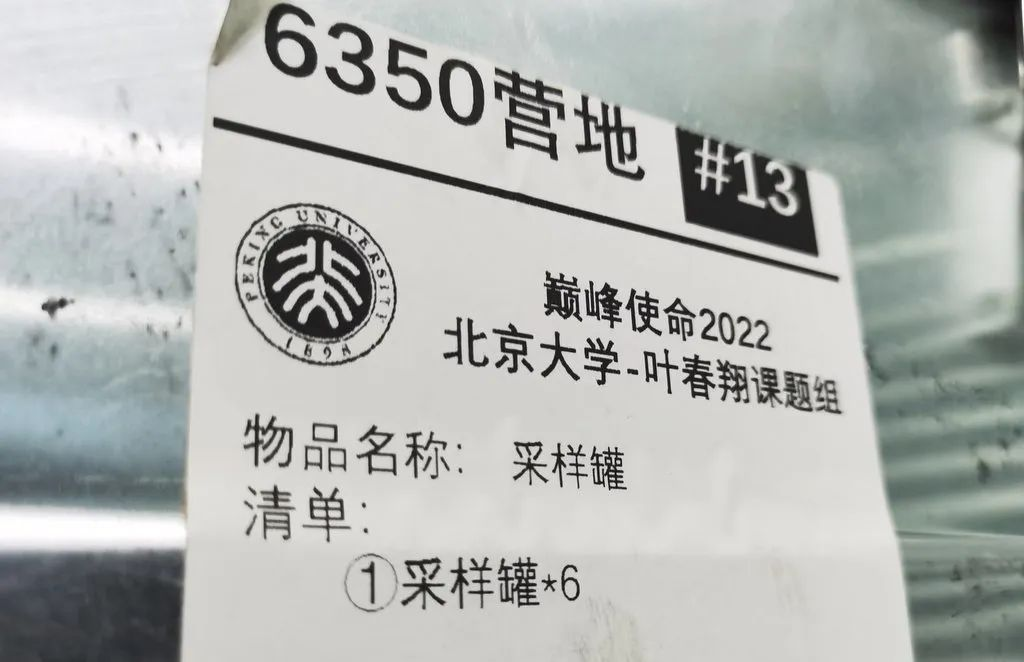 6350营地 #13
PEKING UNIVERSITY
1898
巅峰使命2022
北京大学-叶春翔课题组
物品名称: 采样罐
清单:
①采样罐*6